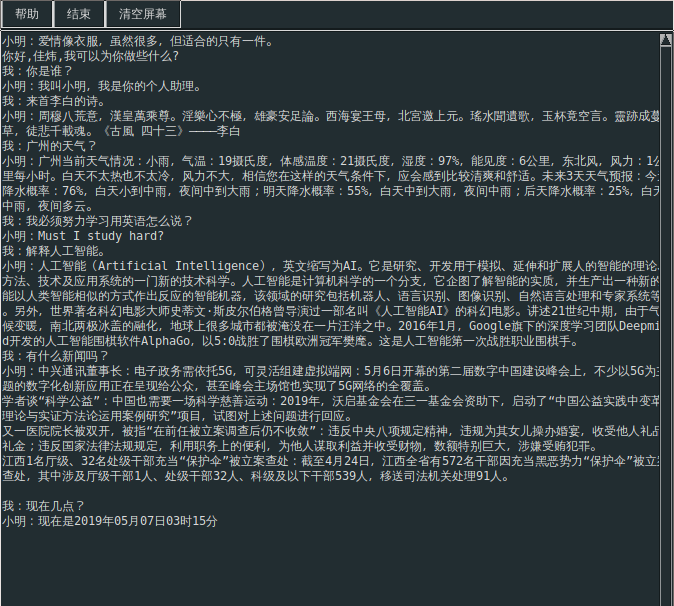 帮助 结束 清空屏幕
小明：爱情像衣服，虽然很多，但适合的只有一件。
你好,佳炜,我可以为你做些什么?
我：你是谁？
小明：我叫小明，我是你的个人助理。
我：来首李白的诗。
小明：周穆八荒意，漢皇萬乘尊。淫樂心不極，雄豪安足論。西海宴王母，北宮邀上元。瑤水聞遺歌，玉杯竟空言。靈跡成蔓
草，徒悲千載魂。《古風 四十三》————李白
我：广州的天气？
小明：广州当前天气情况：小雨，气温：19摄氏度，体感温度：21摄氏度，湿度：97%，能见度：6公里，东北风，风力：1公
里每小时。白天不太热也不太冷，风力不大，相信您在这样的天气条件下，应会感到比较清爽和舒适。未来3天天气预报：今天
降水概率：76%，白天小到中雨，夜间中到大雨；明天降水概率：55%，白天中到大雨，夜间中雨；后天降水概率：25%，白天
中雨，夜间多云。
我：我必须努力学习用英语怎么说？
小明：Must I study hard?
我：解释人工智能。
小明：人工智能（Artificial Intelligence），英文缩写为AI。它是研究、开发用于模拟、延伸和扩展人的智能的理论、
方法、技术及应用系统的一门新的技术科学。人工智能是计算机科学的一个分支，它企图了解智能的实质，并生产出一种新的
能以人类智能相似的方式作出反应的智能机器，该领域的研究包括机器人、语言识别、图像识别、自然语言处理和专家系统等
。另外，世界著名科幻电影大师史蒂文·斯皮尔伯格曾导演过一部名叫《人工智能AI》的科幻电影。讲述21世纪中期，由于气
候变暖，南北两极冰盖的融化，地球上很多城市都被淹没在一片汪洋之中。2016年1月，Google旗下的深度学习团队Deepmin
d开发的人工智能围棋软件AlphaGo，以5:0战胜了围棋欧洲冠军樊麾。这是人工智能第一次战胜职业围棋手。
我：有什么新闻吗？
小明：中兴通讯董事长：电子政务需依托5G，可灵活组建虚拟端网：5月6日开幕的第二届数字中国建设峰会上，不少以5G为主
题的数字化创新应用正在呈现给公众，甚至峰会主场馆也实现了5G网络的全覆盖。
学者谈“科学公益”：中国也需要一场科学慈善运动：2019年，沃启基金会在三一基金会资助下，启动了“中国公益实践中变革
理论与实证方法论运用案例研究”项目，试图对上述问题进行回应。
又一医院院长被双开，被指“在前任被立案调查后仍不收敛”：违反中央八项规定精神，违规为其女儿操办婚宴，收受他人礼品
礼金；违反国家法律法规规定，利用职务上的便利，为他人谋取利益并收受财物，数额特别巨大，涉嫌受贿犯罪。
江西1名厅级、32名处级干部充当“保护伞”被立案查处：截至4月24日，江西全省有572名干部因充当黑恶势力“保护伞”被立案
查处，其中涉及厅级干部1人、处级干部32人、科级及以下干部539人，移送司法机关处理91人。
我：现在几点？
小明：现在是2019年05月07日03时15分